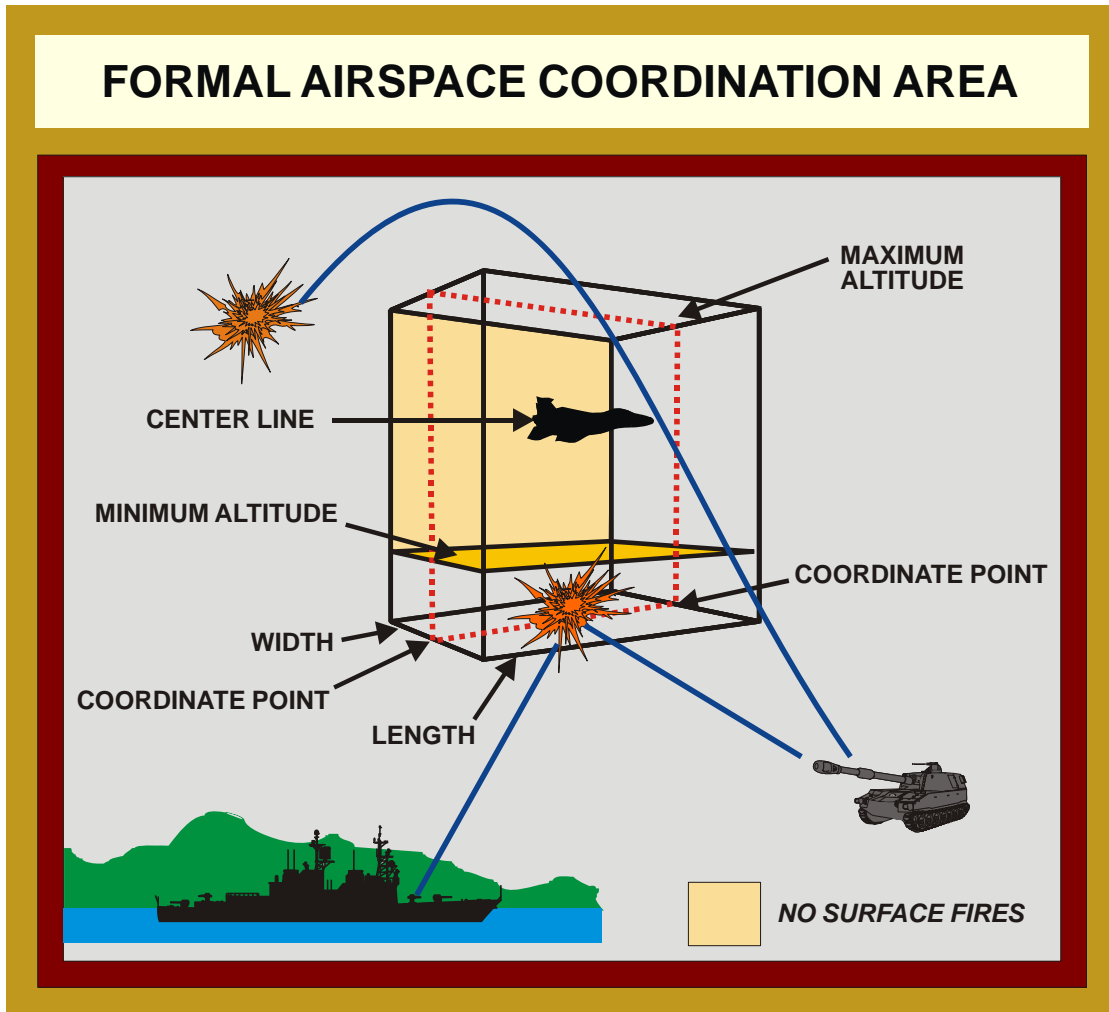 FORMAL AIRSPACE COORDINATION AREA
MAXIMUM
ALTITUDE
CENTER LINE
MINIMUM ALTITUDE
COORDINATE POINT
WIDTH
COORDINATE POINT
LENGTH
NO SURFACE FIRES